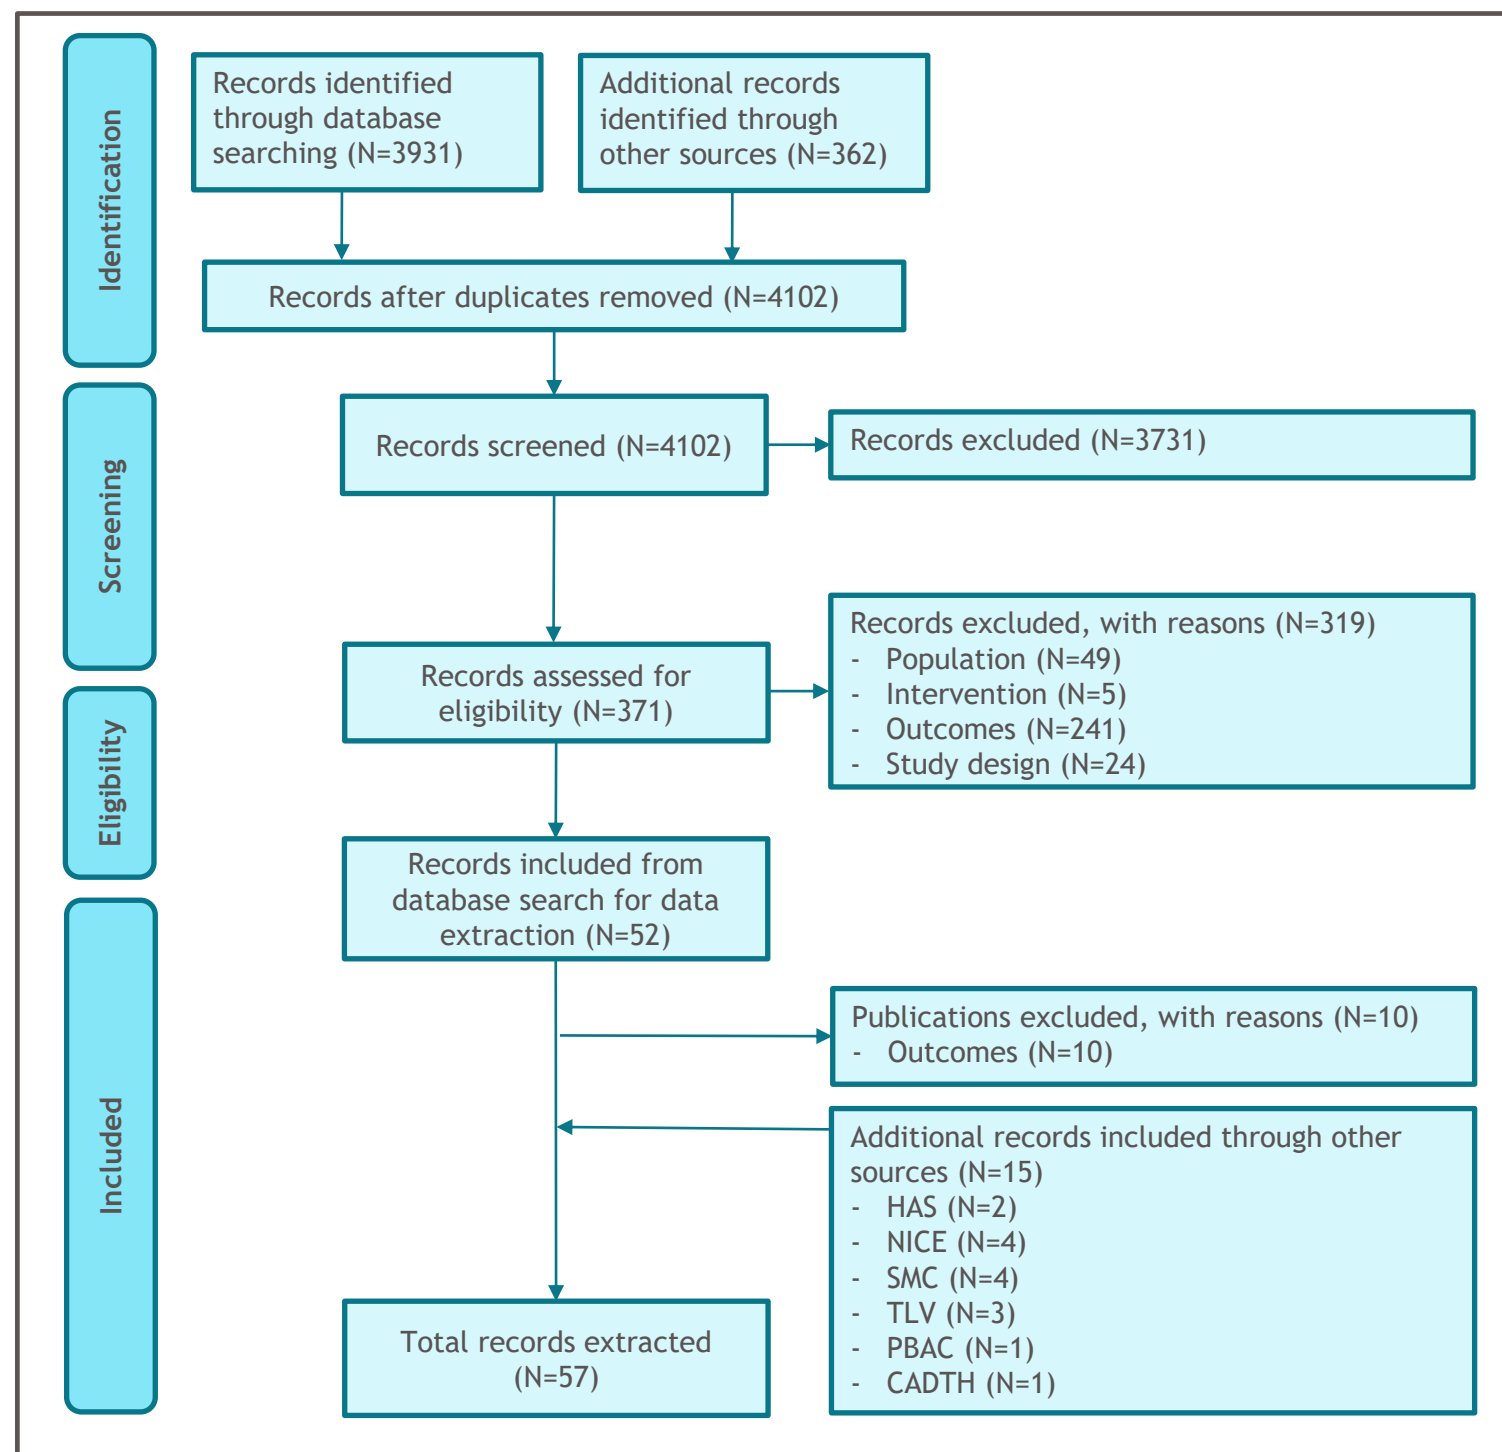 Identification
Records identified
through database
searching (N=3931)
Additional records
identified through
other sources (N=362)
Records after duplicates removed (N=4102)
Screening
Records screened (N=4102)
Records excluded (N=3731)
Records assessed for
eligibility (N=371)
Records excluded, with reasons (N=319)
- Population (N=49)
- Intervention (N=5)
- Outcomes (N=241)
- Study design (N=24)
Eligibility
Records included from
database search for data
extraction (N=52)
Included
Publications excluded, with reasons (N=10)
- Outcomes (N=10)
Additional records included through other
sources (N=15)
- HAS (N=2)
- NICE (N=4)
- SMC (N=4)
- TLV (N=3)
- PBAC (N=1)
- CADTH (N=1)
Total records extracted
(N=57)